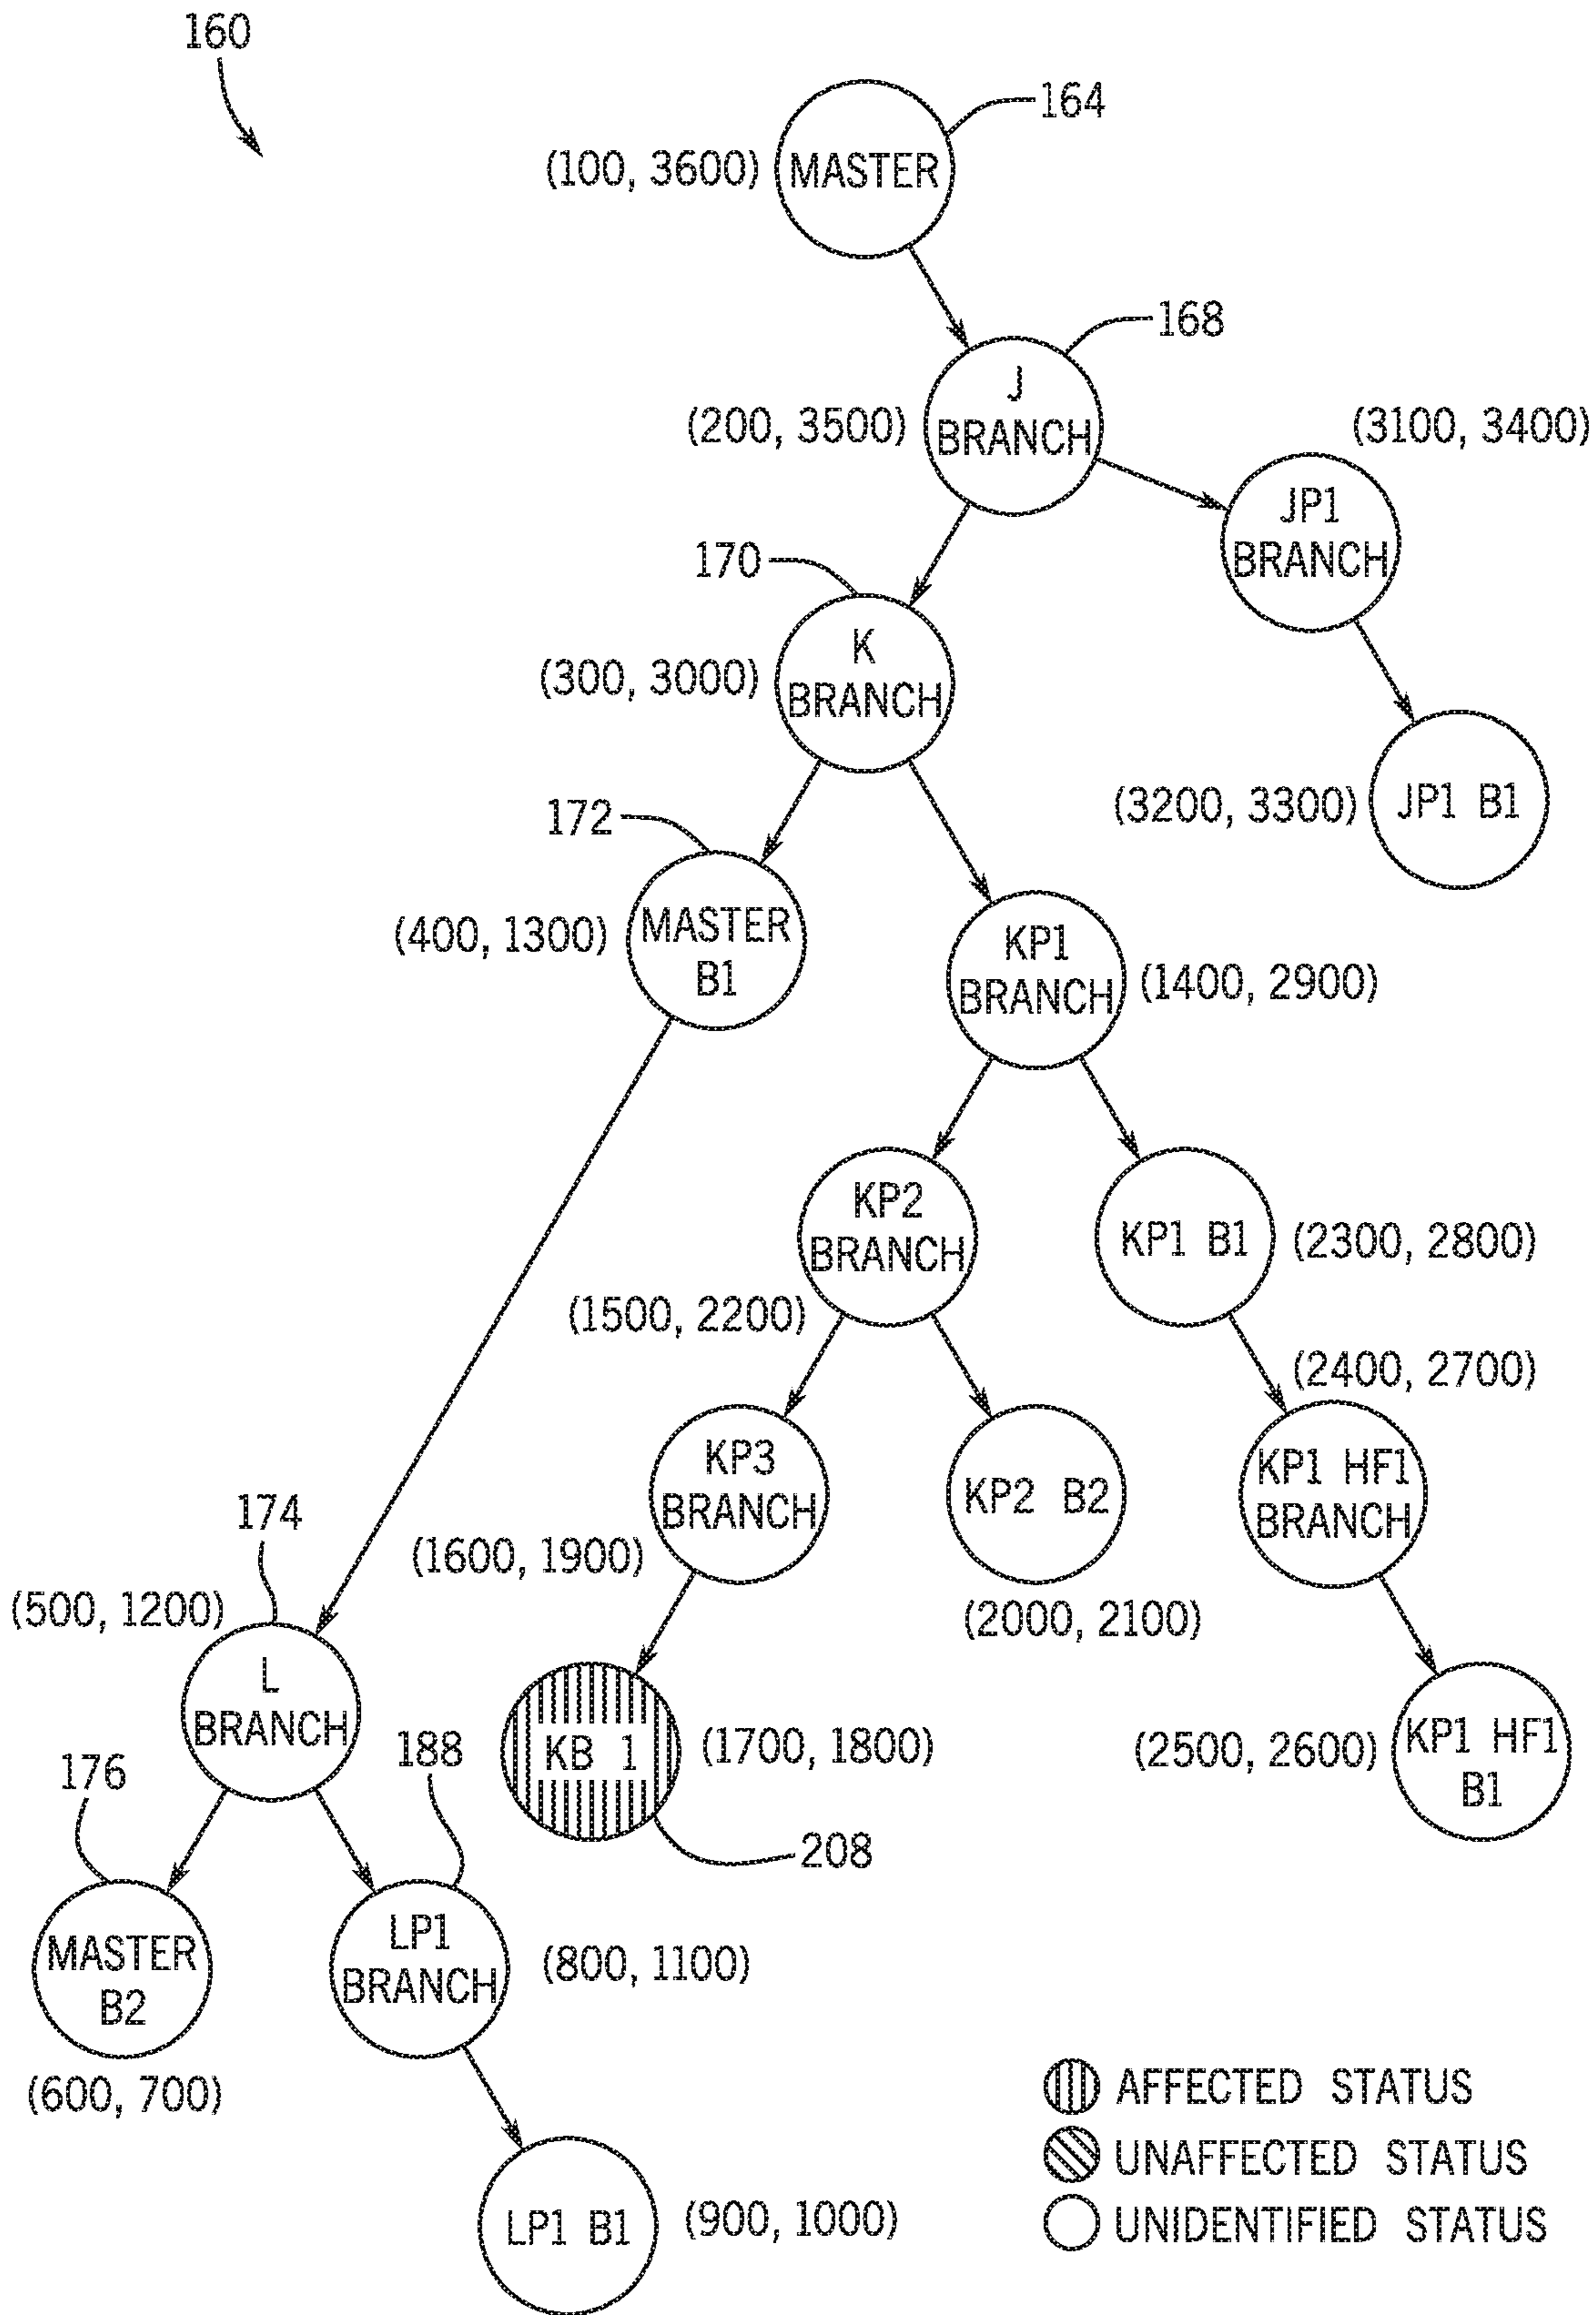 160
164
(100, 3600)
MASTER
168
J
BRANCH
(200, 3500)
(3100, 3400)
JP1
BRANCH
170
K
BRANCH
(300, 3000)
(3200, 3300)
JP1 B1
172
MASTER
B1
(400, 1300)
KP1
BRANCH
(1400, 2900)
KP2
BRANCH
KP1 B1
(2300, 2800)
(1500, 2200)
(2400, 2700)
KP3
BRANCH
KP2 B2
KP1 HF1
BRANCH
174
(1600, 1900)
(500, 1200)
(2000, 2100)
L
BRANCH
188
KB 1
(1700, 1800)
(2500, 2600)
KP1 HF1
B1
176
208
MASTER
B2
LP1
BRANCH
(800, 1100)
(600, 700)
AFFECTED STATUS
UNAFFECTED STATUS
LP1 B1
(900, 1000)
UNIDENTIFIED STATUS